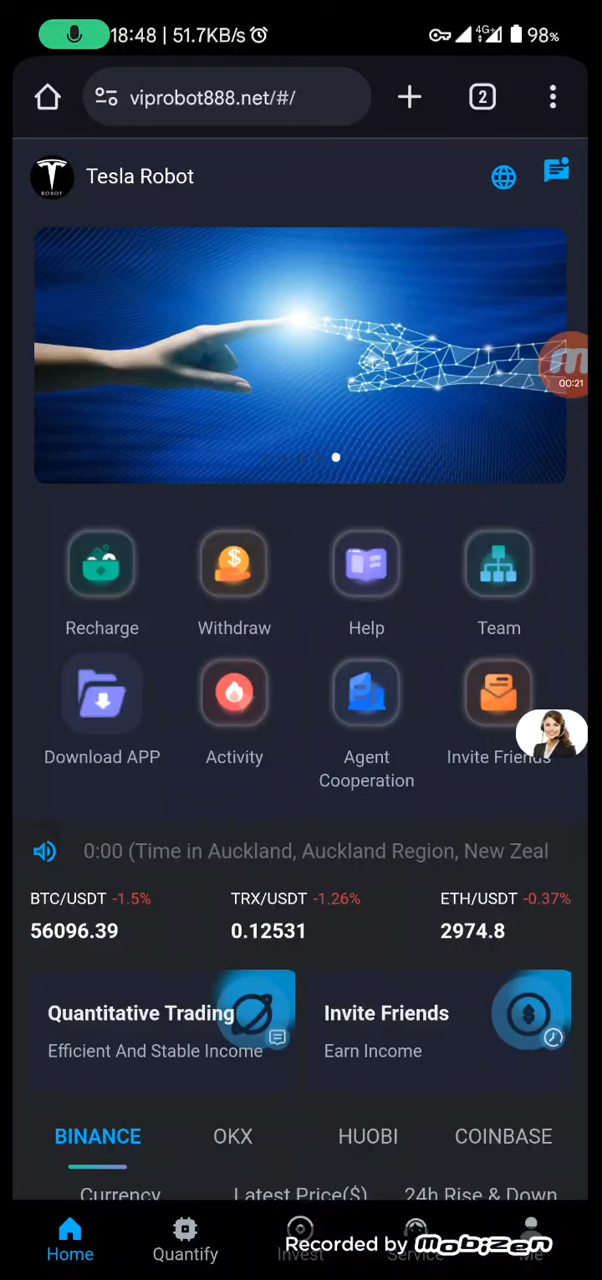 18:48 | 51.7KB/s
4G 98%
viprobot888.net/#/
2
ROBOT
Tesla Robot
00:21
Recharge
Withdraw
Help
Team
Download APP
Activity
Agent Cooperation
Invite Friends
0:00 (Time in Auckland, Auckland Region, New Zeal
BTC/USDT -1.5%
TRX/USDT -1.26%
ETH/USDT -0.37%
56096.39
0.12531
2974.8
Quantitative Trading
Efficient And Stable Income
Invite Friends
Earn Income
BINANCE
OKX
HUOBI
COINBASE
Currency
Latest Price($)
24h Rise & Down
Home
Quantify
Invest
Service
Me
Recorded by mobizen